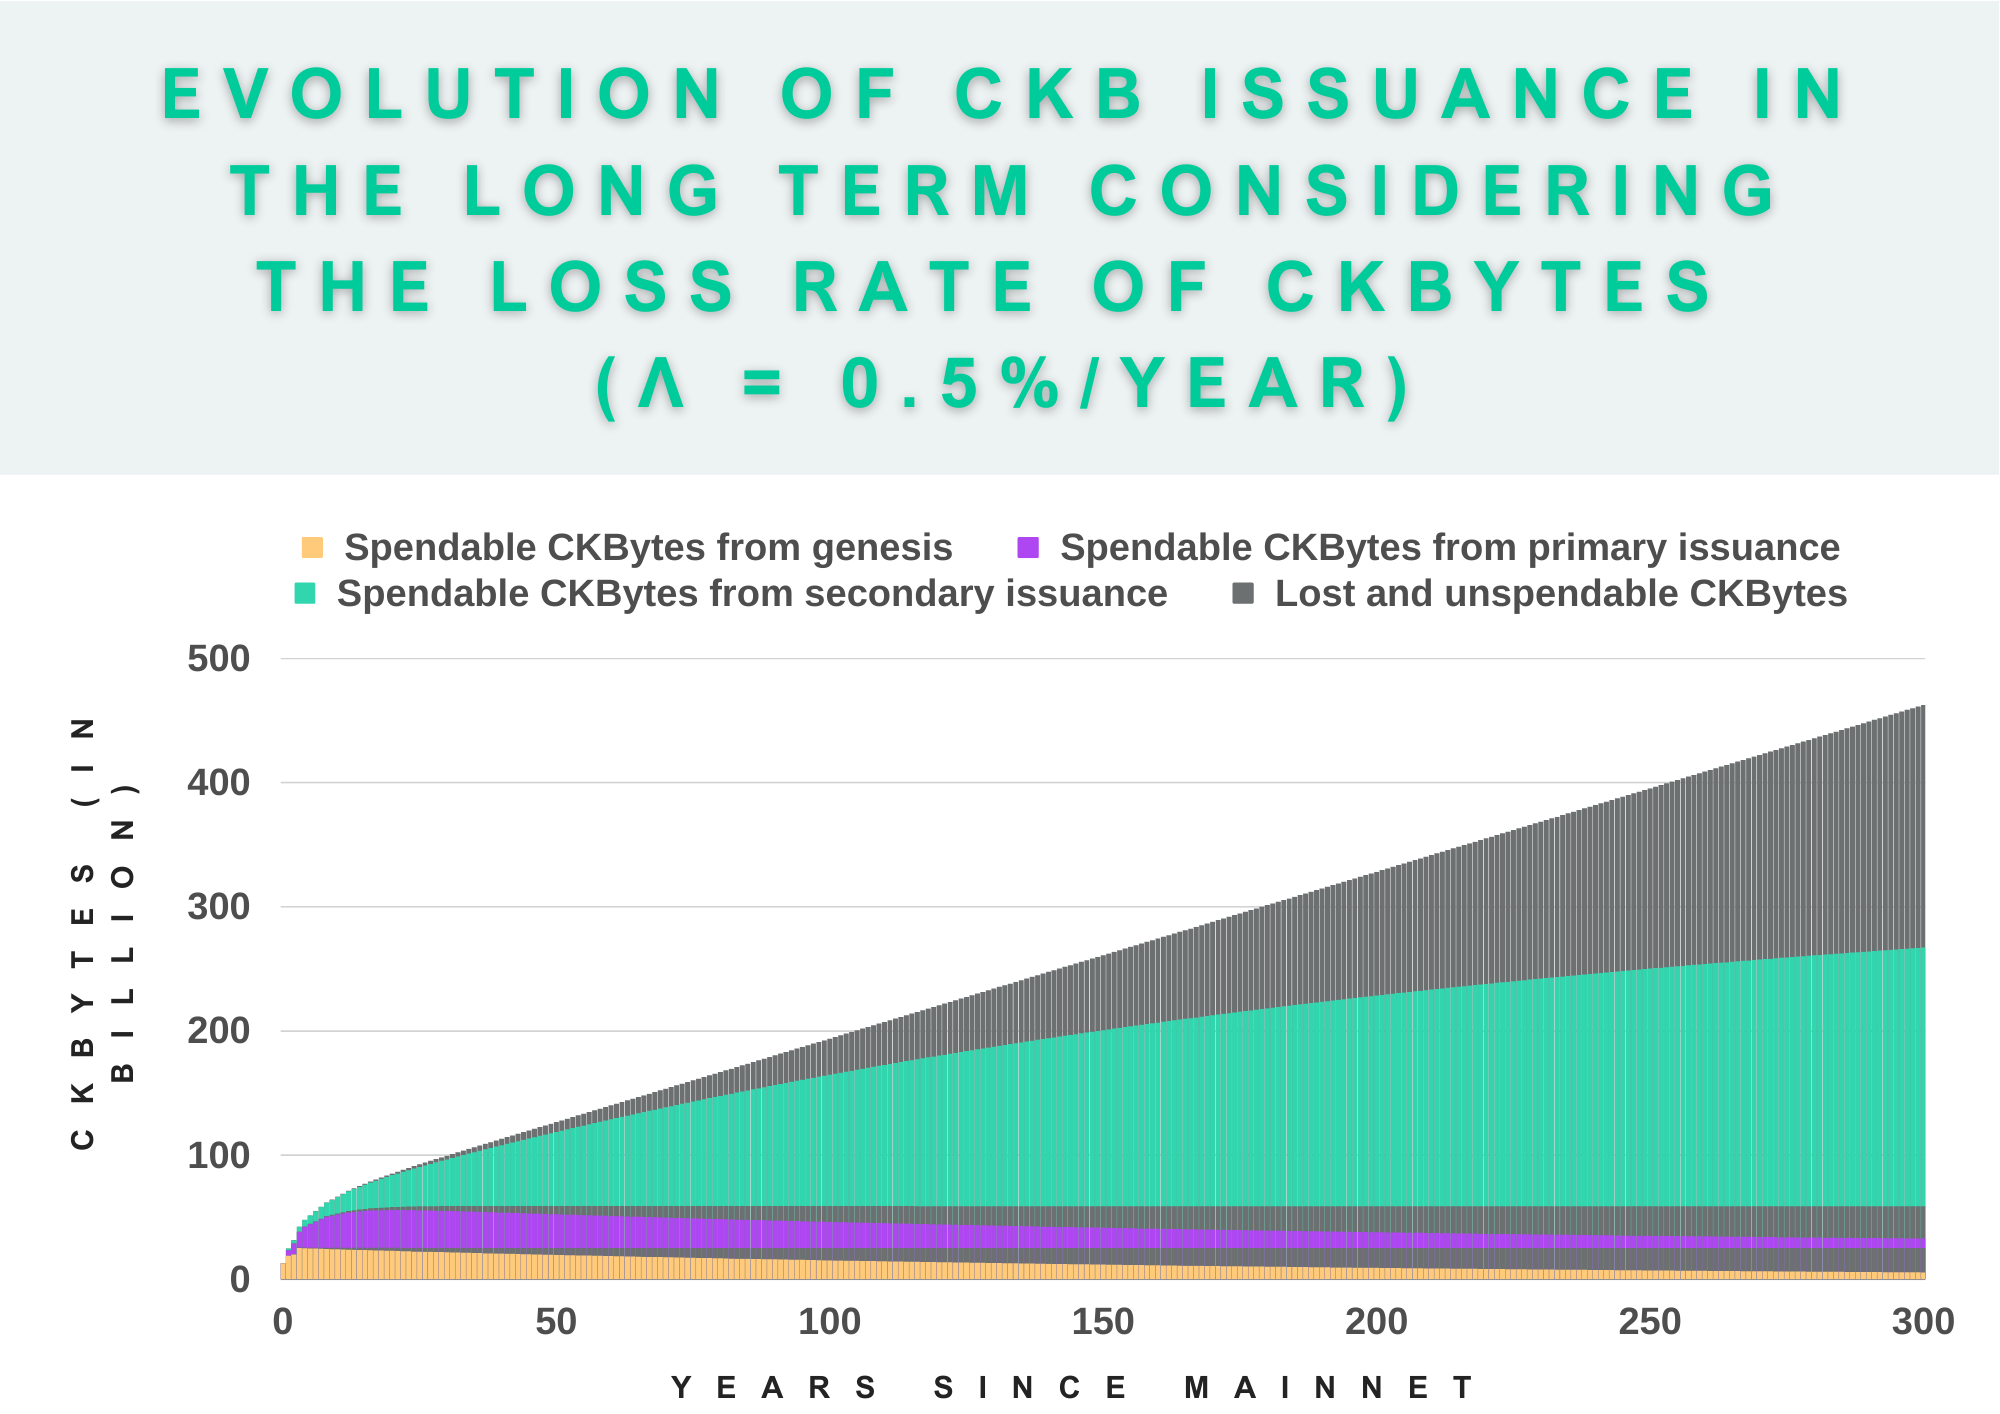 EVOLUTION OF CKB ISSUANCE IN
THE LONG TERM CONSIDERING
THE LOSS RATE OF CKBYTES
(Λ = 0.5%/YEAR)
Spendable CKBytes from genesis
Spendable CKBytes from primary issuance
Spendable CKBytes from secondary issuance
Lost and unspendable CKBytes
CKBYTES (IN
BILLION)
500
400
300
200
100
0
0 50 100 150 200 250 300
YEARS SINCE MAINNET